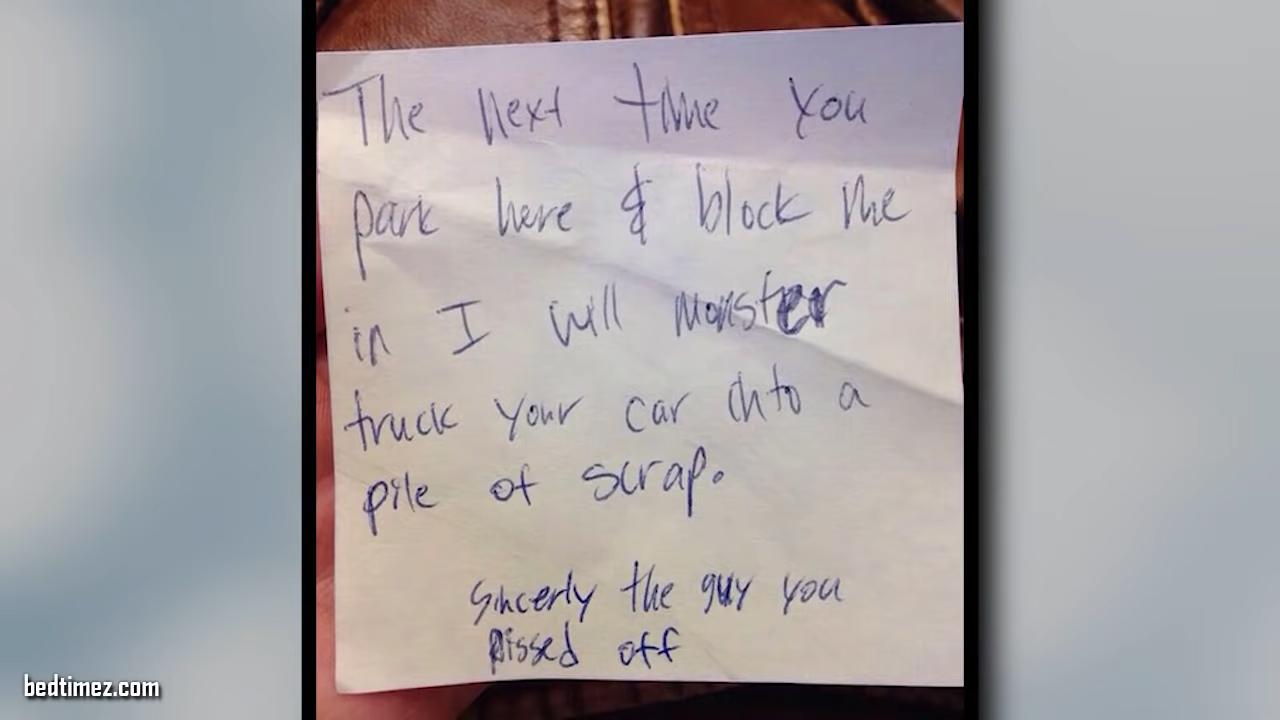 The next time you
park here & block me
in I will monster
truck your car into a
pile of scrap.
Sincerly the guy you
pissed off
bedtimez.com